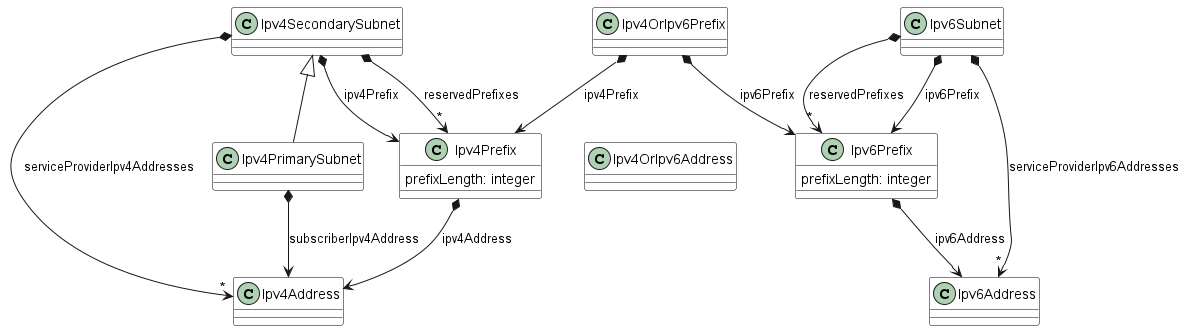 C Ipv4SecondarySubnet
C Ipv4OrIpv6Prefix
C Ipv6Subnet
ipv4Prefix
reservedPrefixes
*
ipv4Prefix
ipv6Prefix
reservedPrefixes
*
ipv6Prefix
serviceProviderIpv4Addresses
*
C Ipv4PrimarySubnet
C Ipv4Prefix
prefixLength: integer
C Ipv4OrIpv6Address
C Ipv6Prefix
prefixLength: integer
serviceProviderIpv6Addresses
*
subscriberIpv4Address
ipv4Address
ipv6Address
C Ipv4Address
C Ipv6Address